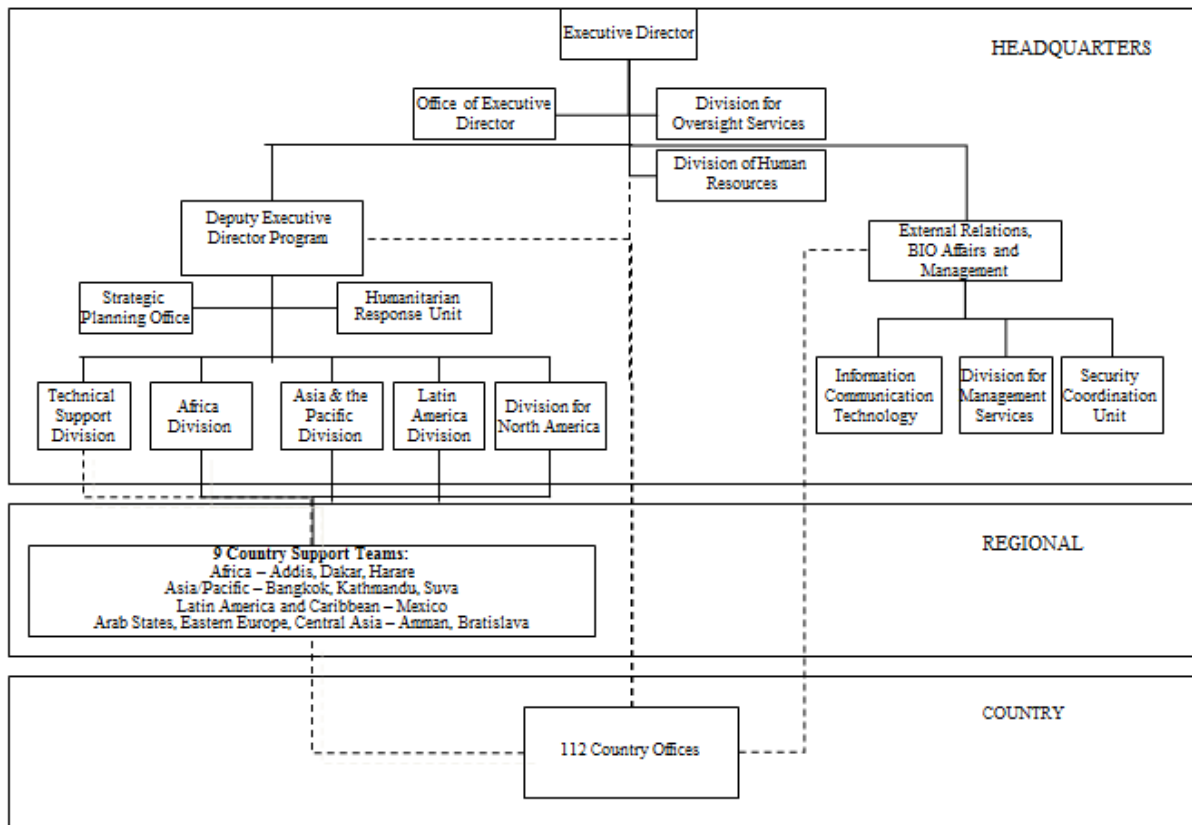 Executive Director
HEADQUARTERS
Office of Executive
Director
Division for
Oversight Services
Division of Human
Resources
Deputy Executive
Director Program
External Relations,
BIO Affairs and
Management
Strategic
Planning Office
Humanitarian
Response Unit
Technical
Support
Division
Africa
Division
Asia & the
Pacific
Division
Latin
America
Division
Division for
North America
Information
Communication
Technology
Division for
Management
Services
Security
Coordination
Unit
REGIONAL
9 Country Support Teams:
Africa – Addis, Dakar, Harare
Asia/Pacific – Bangkok, Kathmandu, Suva
Latin America and Caribbean – Mexico
Arab States, Eastern Europe, Central Asia – Amman, Bratislava
COUNTRY
112 Country Offices